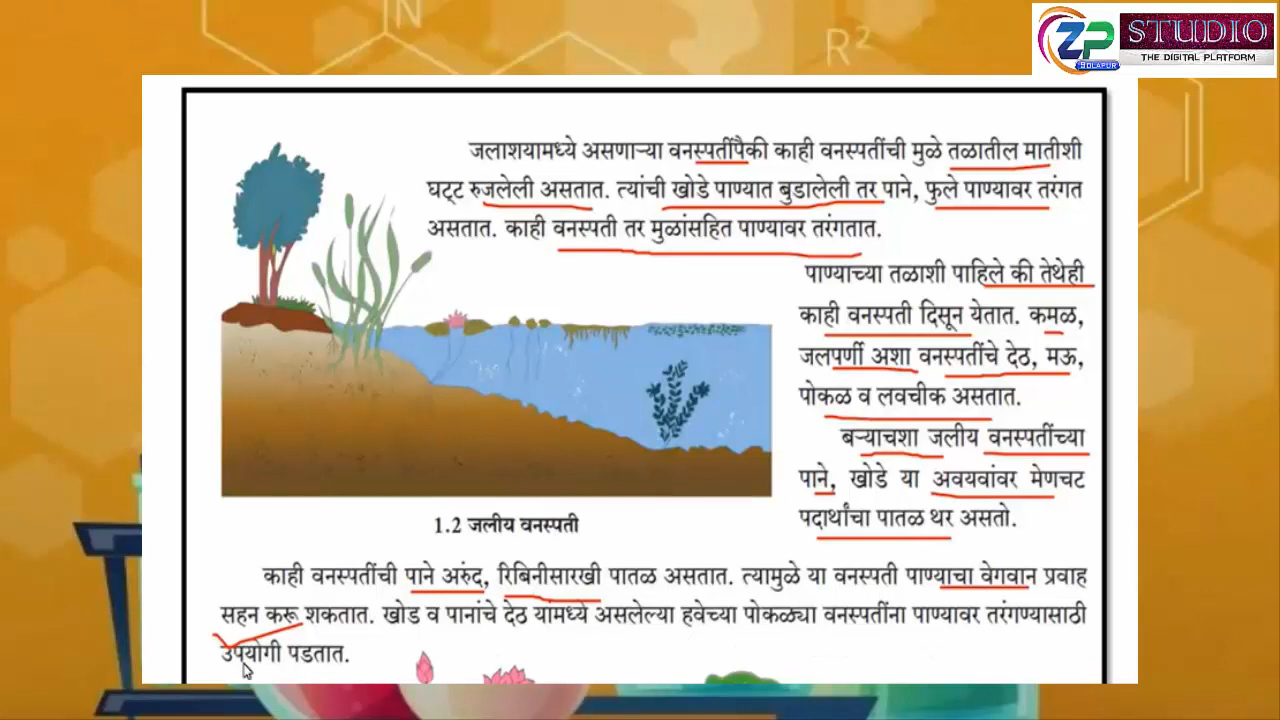 N
R²
ZP
SOLAPUR
STUDIO
THE DIGITAL PLATFORM
जलाशयामध्ये असणाऱ्या वनस्पतींपैकी काही वनस्पतींची मुळे तळातील मातीशी
घट्ट रुजलेली असतात. त्यांची खोडे पाण्यात बुडालेली तर पाने, फुले पाण्यावर तरंगत
असतात. काही वनस्पती तर मुळांसहित पाण्यावर तरंगतात.
पाण्याच्या तळाशी पाहिले की तेथेही
काही वनस्पती दिसून येतात. कमळ,
जलपर्णी अशा वनस्पतींचे देठ, मऊ,
पोकळ व लवचीक असतात.
बऱ्याचशा जलीय वनस्पतींच्या
पाने, खोडे या अवयवांवर मेणचट
पदार्थांचा पातळ थर असतो.
1.2 जलीय वनस्पती
काही वनस्पतींची पाने अरुंद, रिबिनीसारखी पातळ असतात. त्यामुळे या वनस्पती पाण्याचा वेगवान प्रवाह
सहन करू शकतात. खोड व पानांचे देठ यांमध्ये असलेल्या हवेच्या पोकळ्या वनस्पतींना पाण्यावर तरंगण्यासाठी
उपयोगी पडतात.